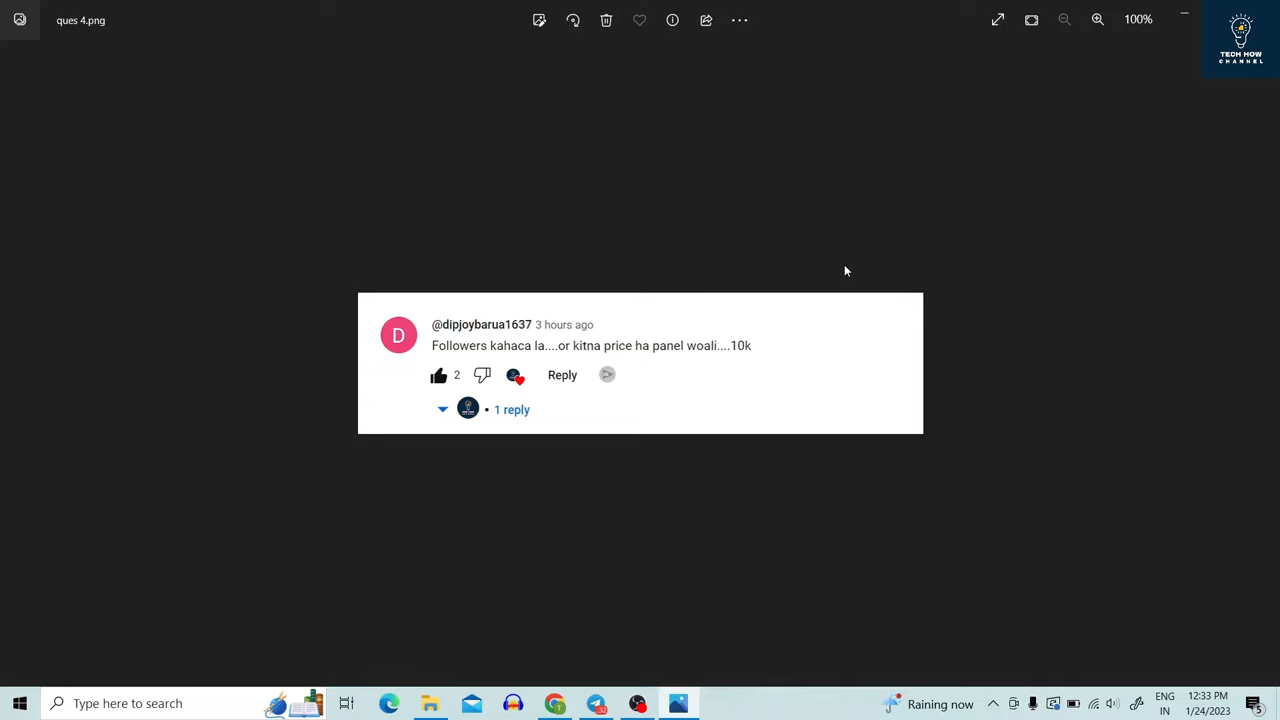 ques 4.png
100%
TECH HOW
CHANNEL
D
@dipjoybarua1637 3 hours ago
Followers kahaca la....or kitna price ha panel woali....10k
2
Reply
1 reply
Type here to search
32
Raining now
ENG
IN
12:33 PM
1/24/2023
5